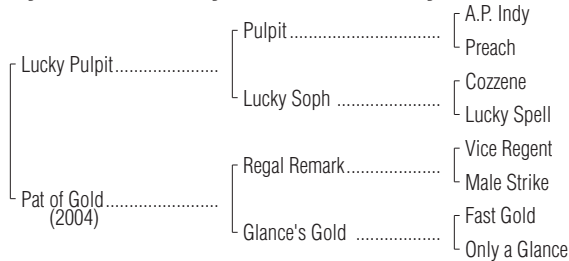 A.P. Indy
Pulpit........................................
Preach
Lucky Pulpit.......................
Cozzene
Lucky Soph ............................
Lucky Spell
Vice Regent
Regal Remark.........................
Male Strike
Pat of Gold.........................
(2004)
Fast Gold
Glance's Gold .......................
Only a Glance